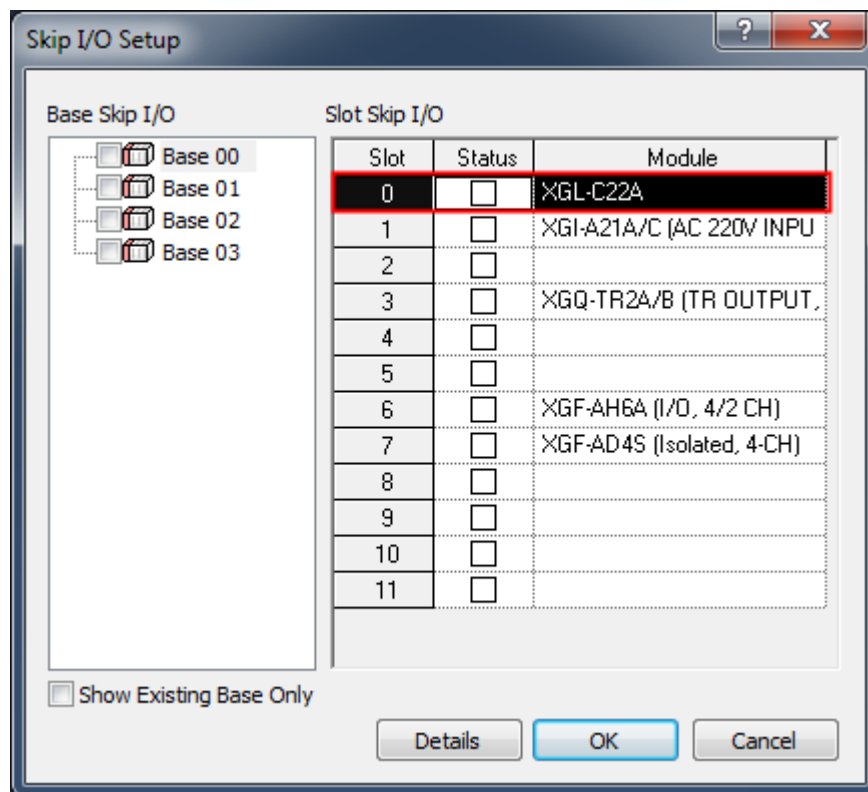 Skip I/O Setup
Base Skip I/O
Base 00
Base 01
Base 02
Base 03
Slot Skip I/O
Slot Status Module
0 XGL-C22A
1 XGI-A21A/C (AC 220V INPU
2
3 XGQ-TR2A/B (TR OUTPUT,
4
5
6 XGF-AH6A (I/O, 4/2 CH)
7 XGF-AD4S (Isolated, 4-CH)
8
9
10
11
Show Existing Base Only
Details OK Cancel